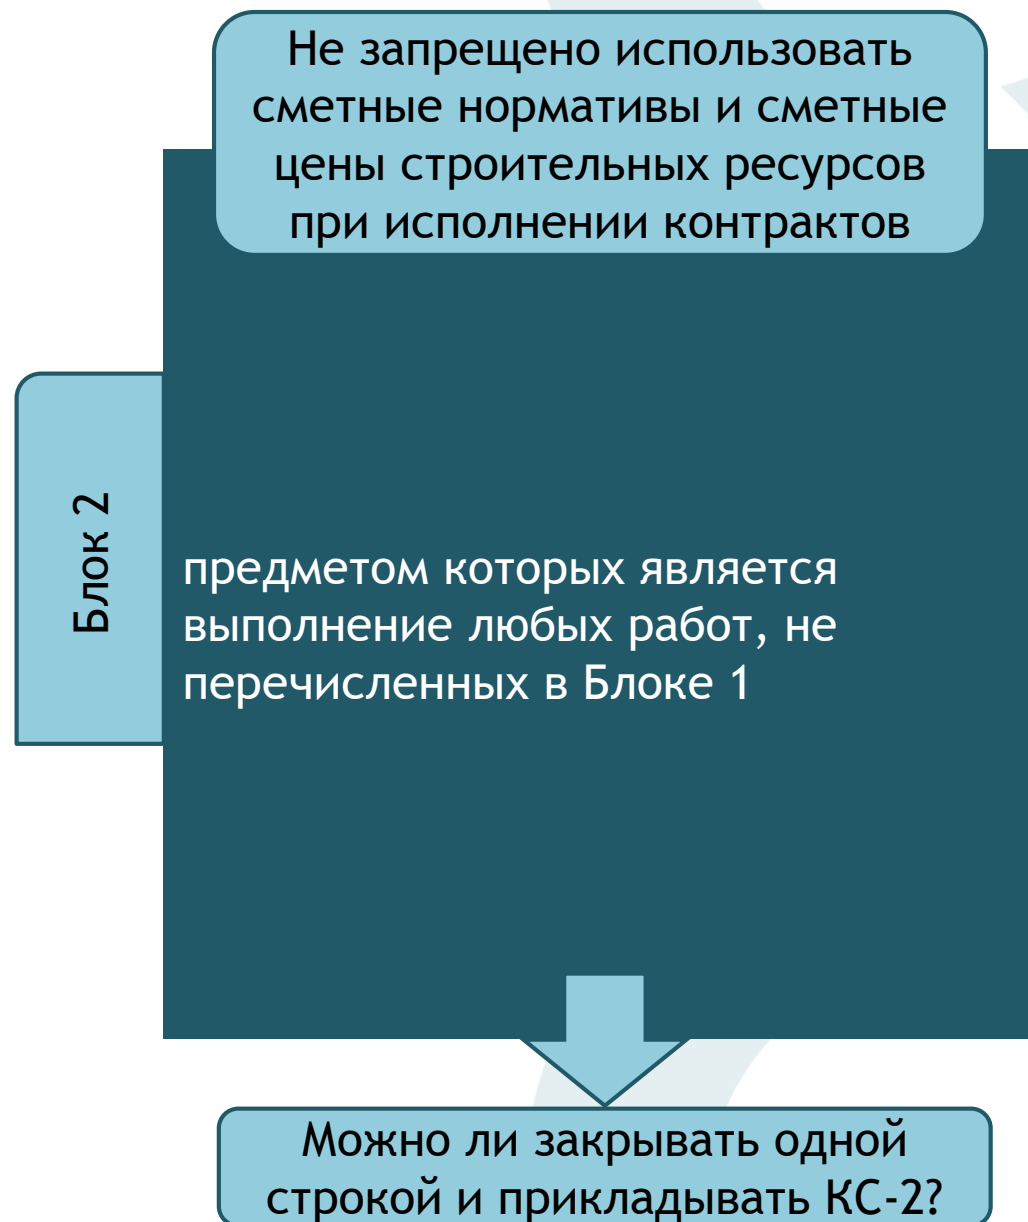 Не запрещено использовать
сметные нормативы и сметные
цены строительных ресурсов
при исполнении контрактов
Блок 2
предметом которых является
выполнение любых работ, не
перечисленных в Блоке 1
Можно ли закрывать одной
строкой и прикладывать КС-2?